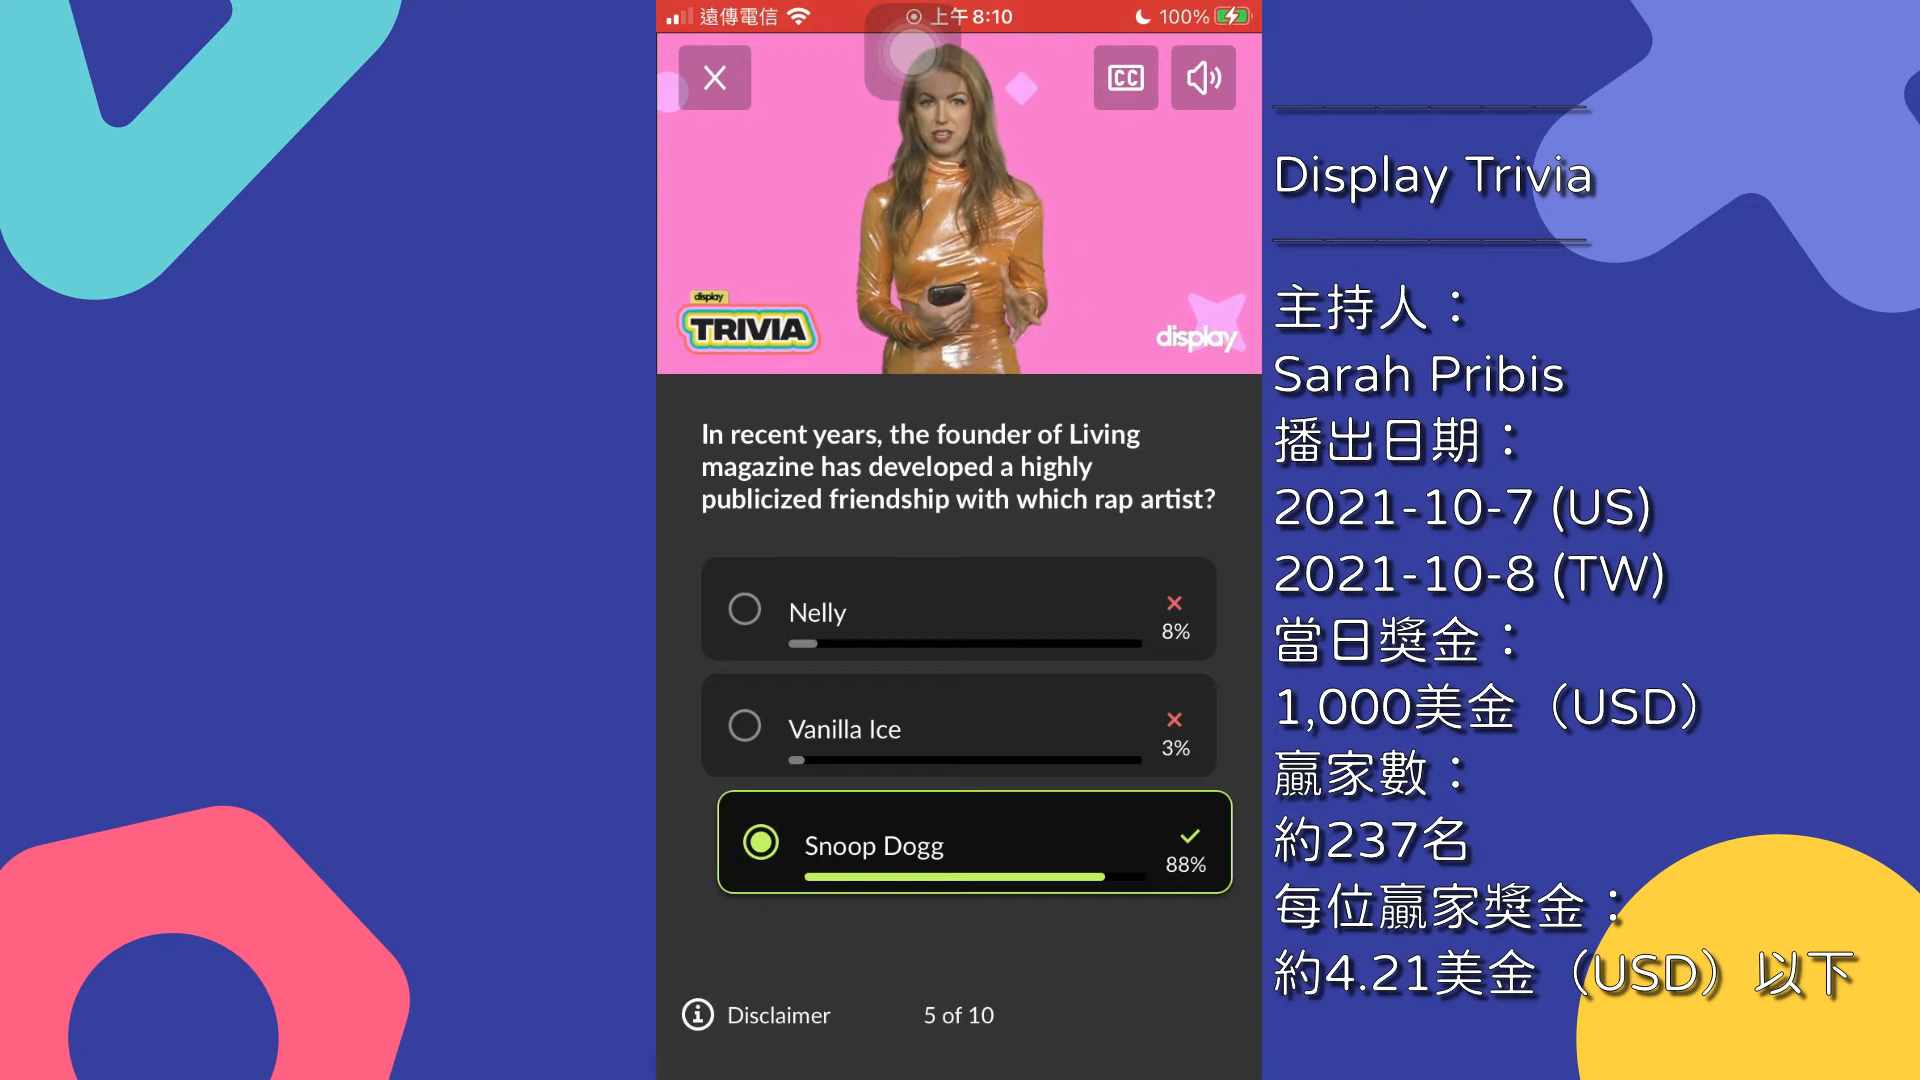 遠傳電信
上午8:10
100%
CC
display
TRIVIA
display
In recent years, the founder of Living
magazine has developed a highly
publicized friendship with which rap artist?
Nelly
8%
Vanilla Ice
3%
Snoop Dogg
88%
Disclaimer
5 of 10
Display Trivia
主持人：
Sarah Pribis
播出日期：
2021-10-7 (US)
2021-10-8 (TW)
當日獎金：
1,000美金（USD）
贏家數：
約237名
每位贏家獎金：
約4.21美金（USD）以下